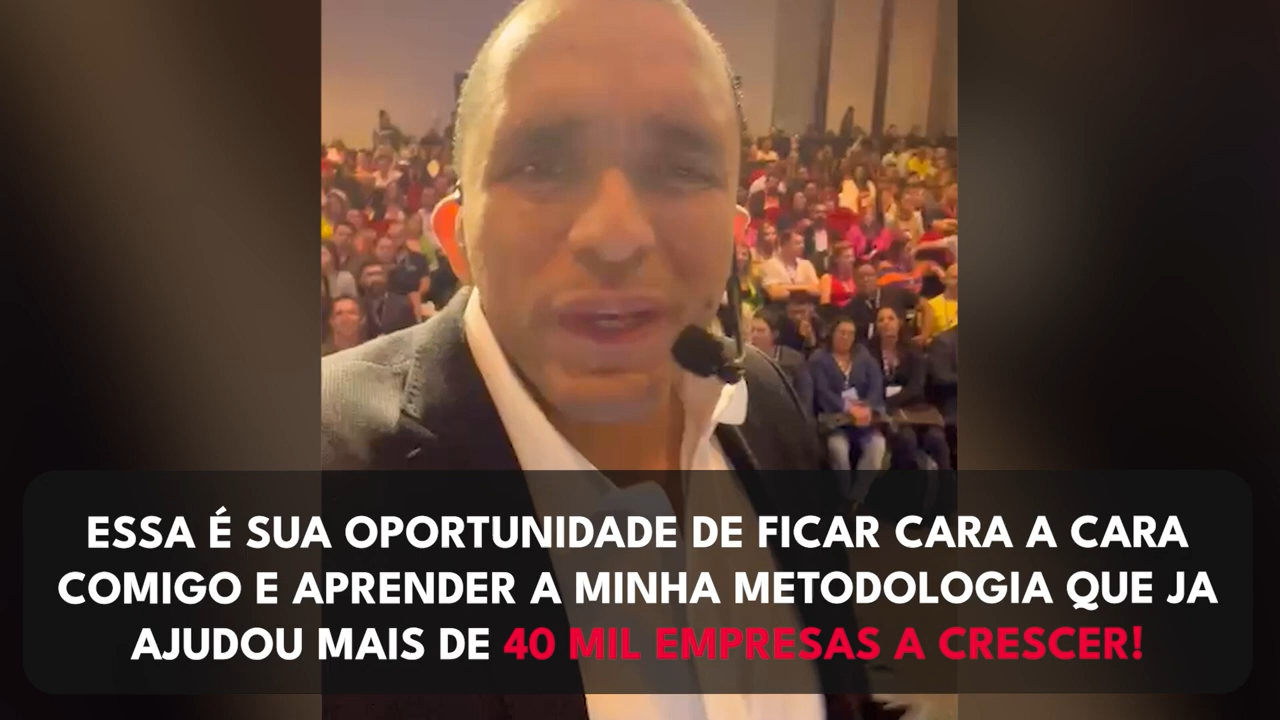 ESSA É SUA OPORTUNIDADE DE FICAR CARA A CARA
COMIGO E APRENDER A MINHA METODOLOGIA QUE JA
AJUDOU MAIS DE 40 MIL EMPRESAS A CRESCER!